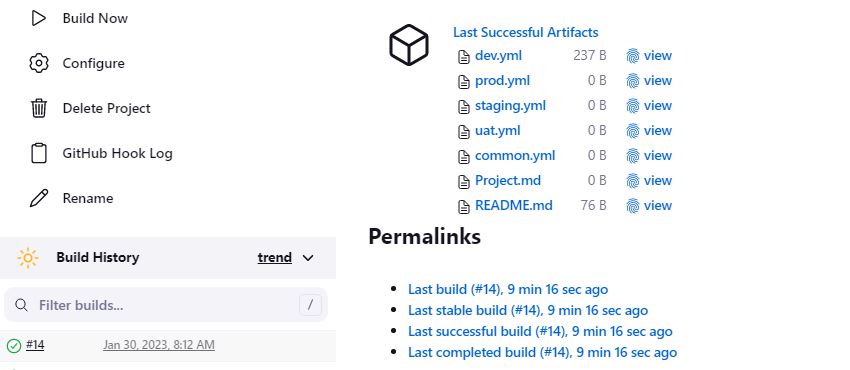 Build Now
Configure
Delete Project
GitHub Hook Log
Rename
Build History trend
Filter builds... /
#14 Jan 30, 2023, 8:12 AM
Last Successful Artifacts
dev.yml 237 B view
prod.yml 0 B view
staging.yml 0 B view
uat.yml 0 B view
common.yml 0 B view
Project.md 0 B view
README.md 76 B view
Permalinks
Last build (#14), 9 min 16 sec ago
Last stable build (#14), 9 min 16 sec ago
Last successful build (#14), 9 min 16 sec ago
Last completed build (#14), 9 min 16 sec ago